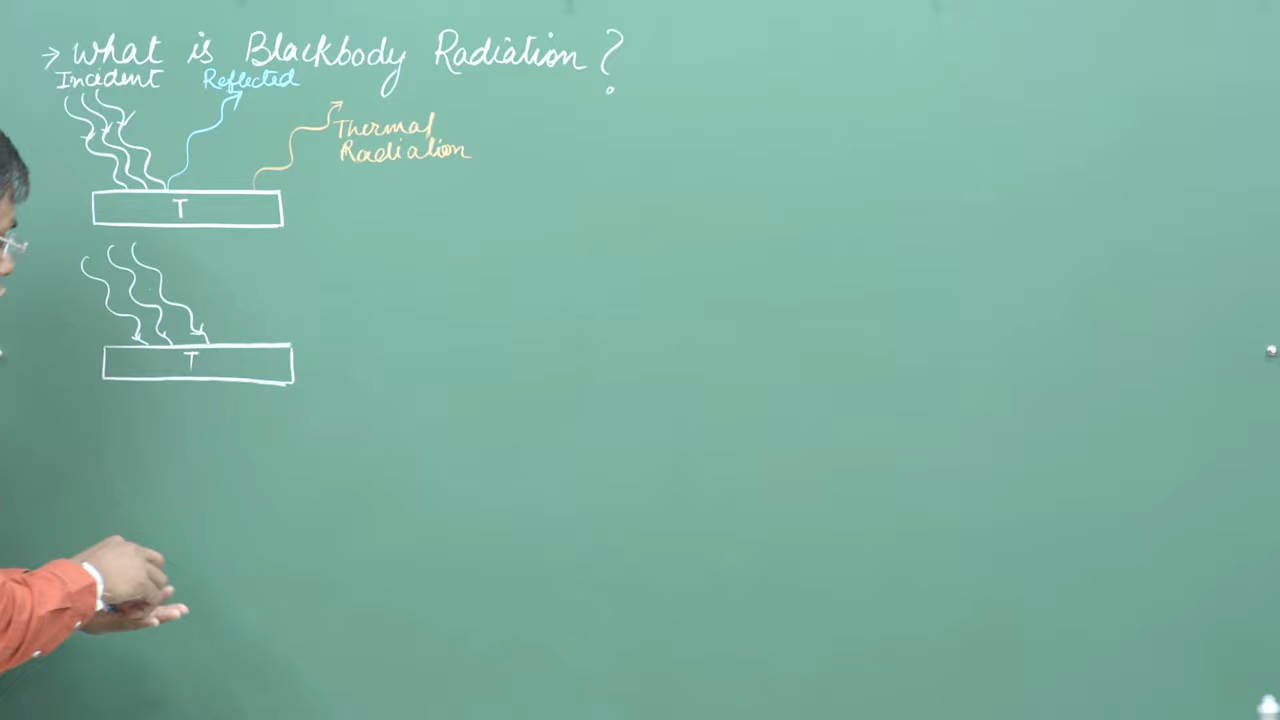 → What is Blackbody Radiation?
Incident Reflected
Thermal
Radiation
T
T